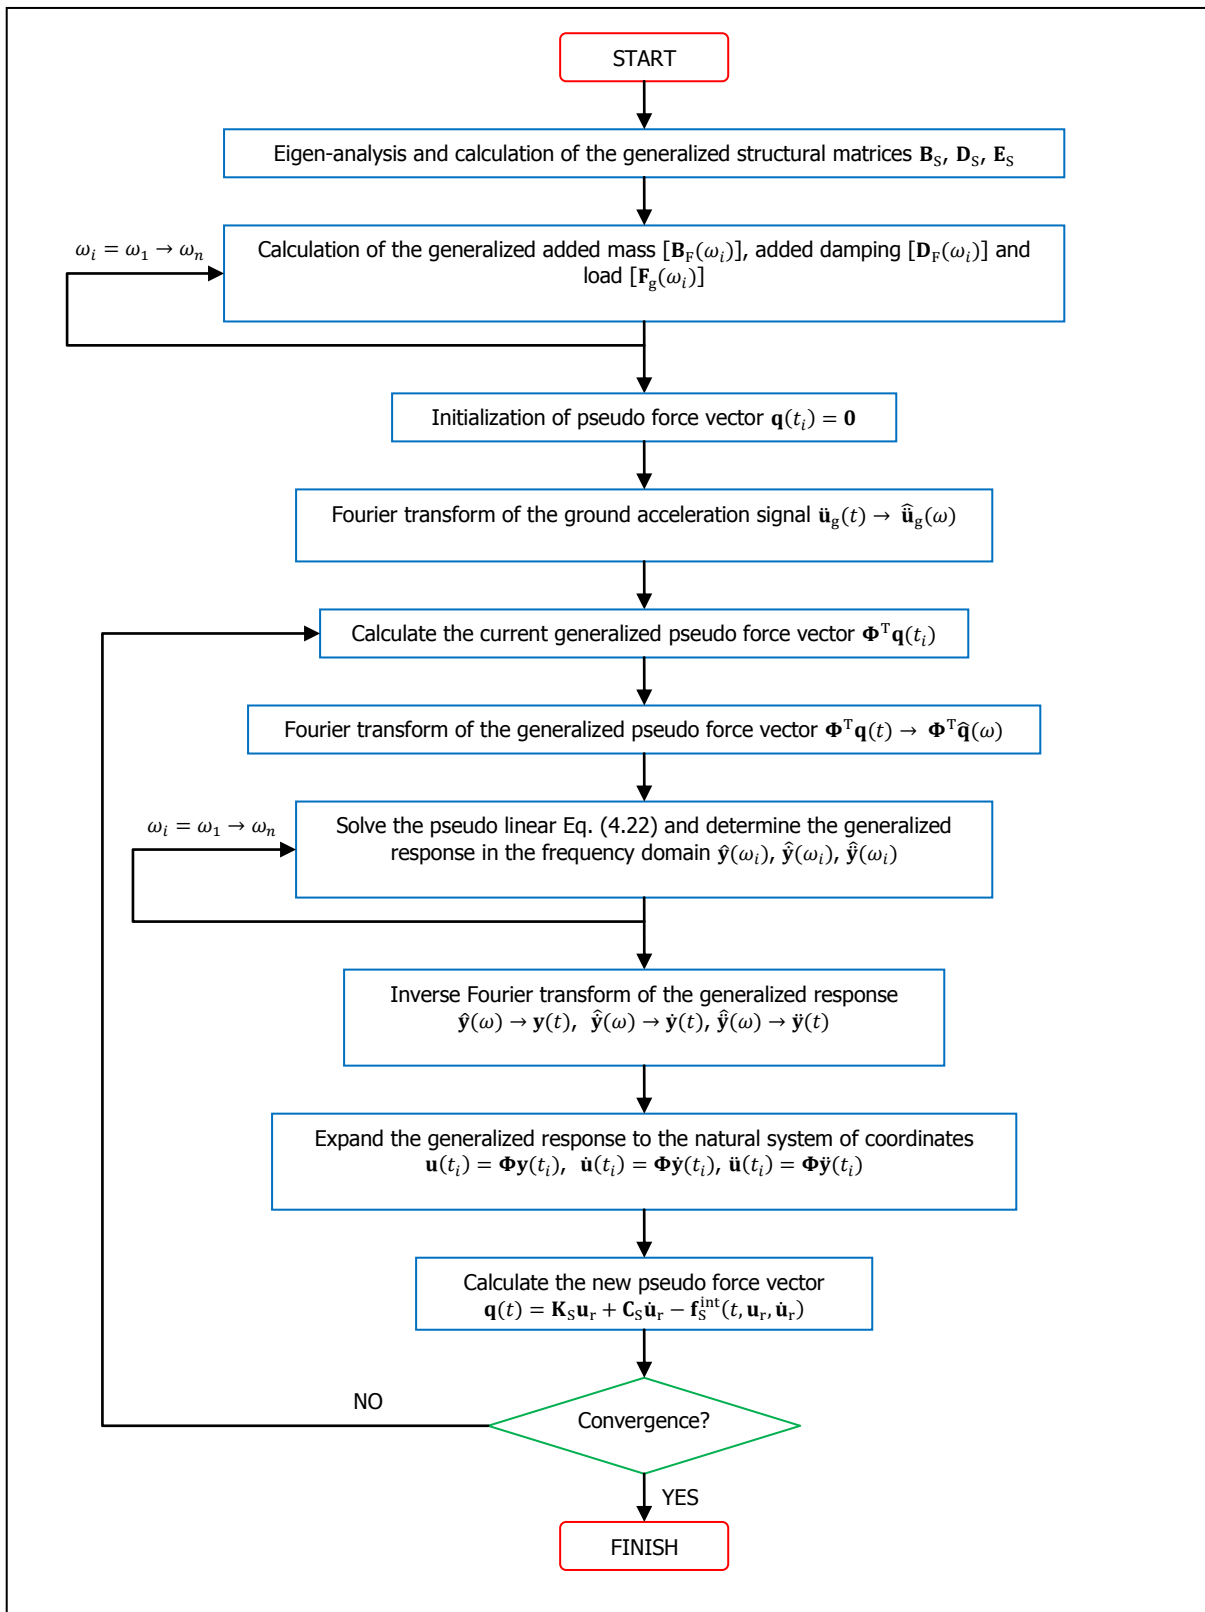 START
Eigen-analysis and calculation of the generalized structural matrices 𝐁_S, 𝐃_S, 𝐄_S
ω_i = ω_1 → ω_n
Calculation of the generalized added mass [𝐁_F(ω_i)], added damping [𝐃_F(ω_i)] and
load [𝐅_g(ω_i)]
Initialization of pseudo force vector 𝐪(t_i) = 𝟎
Fourier transform of the ground acceleration signal 𝐮̈_g(t) → 𝐮̈̂_g(ω)
Calculate the current generalized pseudo force vector 𝚽^T𝐪(t_i)
Fourier transform of the generalized pseudo force vector 𝚽^T𝐪(t) → 𝚽^T𝐪̂(ω)
ω_i = ω_1 → ω_n
Solve the pseudo linear Eq. (4.22) and determine the generalized
response in the frequency domain 𝐲̂(ω_i), 𝐲̇̂(ω_i), 𝐲̈̂(ω_i)
Inverse Fourier transform of the generalized response
𝐲̂(ω) → 𝐲(t), 𝐲̇̂(ω) → 𝐲̇(t), 𝐲̈̂(ω) → 𝐲̈(t)
Expand the generalized response to the natural system of coordinates
𝐮(t_i) = 𝚽𝐲(t_i), 𝐮̇(t_i) = 𝚽𝐲̇(t_i), 𝐮̈(t_i) = 𝚽𝐲̈(t_i)
Calculate the new pseudo force vector
𝐪(t) = 𝐊_S𝐮_r + 𝐂_S𝐮̇_r − 𝐟_S^int(t, 𝐮_r, 𝐮̇_r)
NO
Convergence?
YES
FINISH